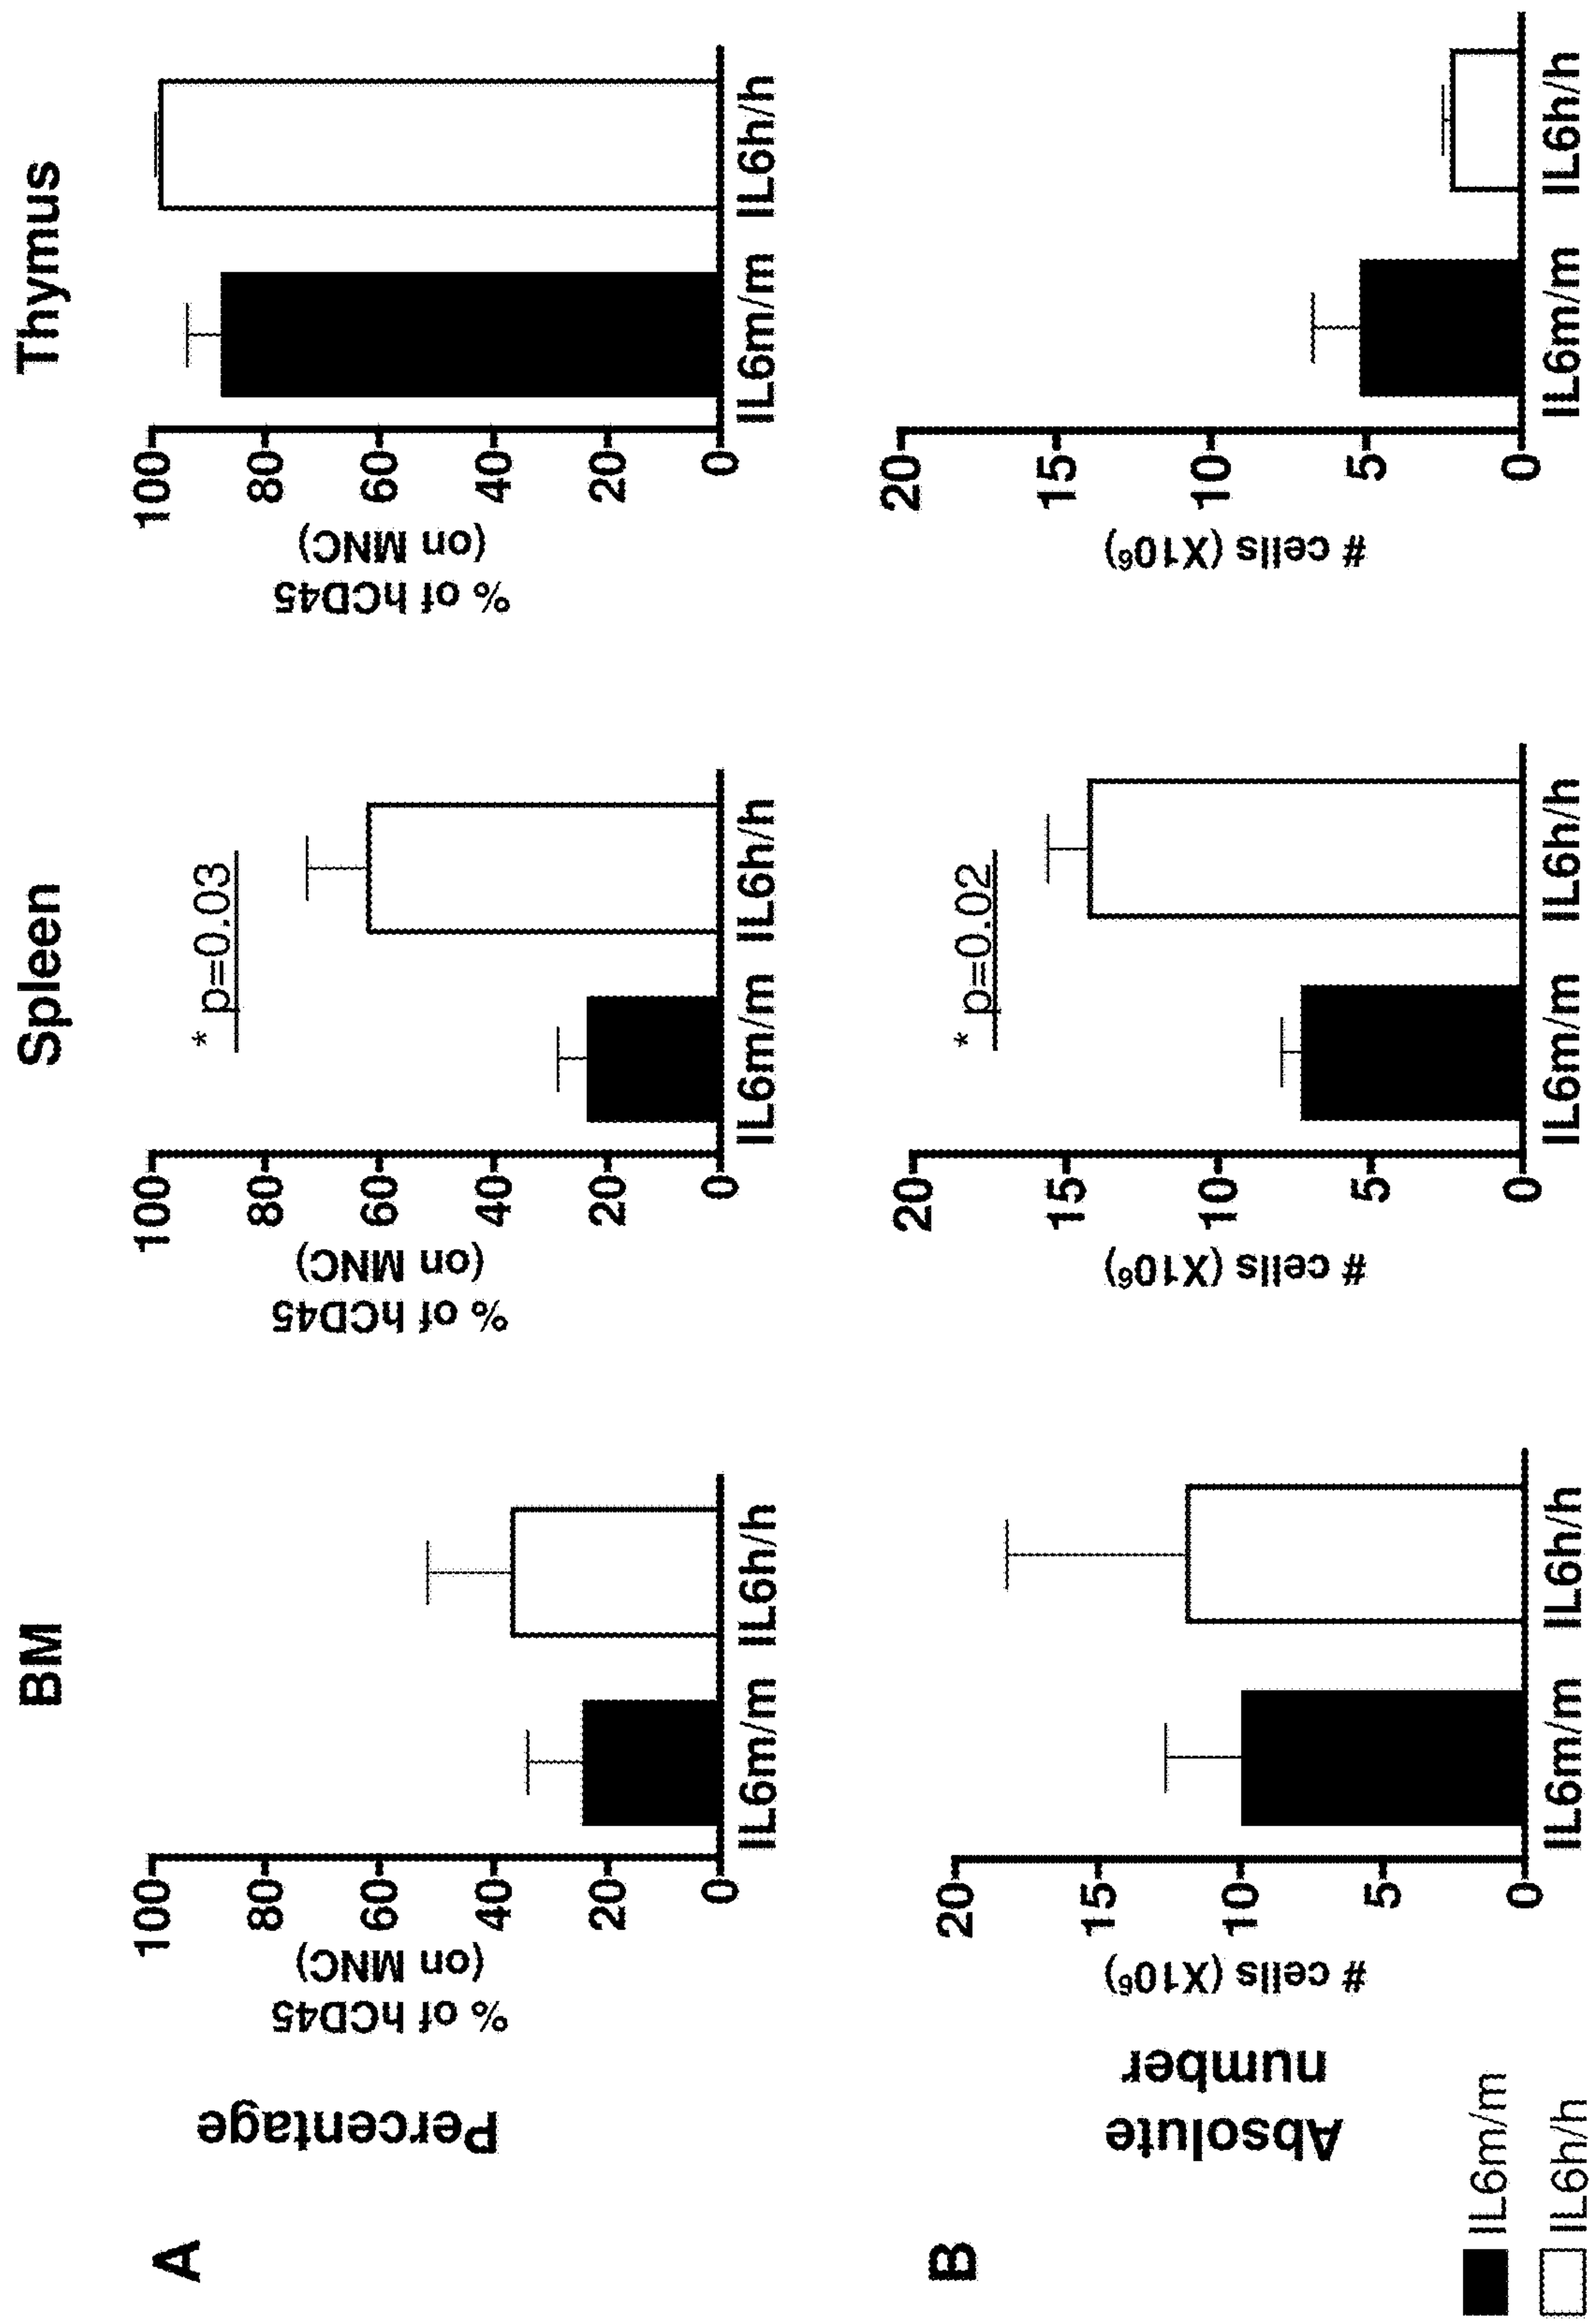 BM
Spleen
Thymus
A
Percentage
% of hCD45
(on MNC)
100
80
60
40
20
0
IL6m/m
IL6h/h
% of hCD45
(on MNC)
100
80
60
40
20
0
* p=0.03
IL6m/m
IL6h/h
% of hCD45
(on MNC)
100
80
60
40
20
0
IL6m/m
IL6h/h
B
Absolute
number
# cells (X10⁶)
20
15
10
5
0
IL6m/m
IL6h/h
# cells (X10⁶)
20
15
10
5
0
* p=0.02
IL6m/m
IL6h/h
# cells (X10⁶)
20
15
10
5
0
IL6m/m
IL6h/h
IL6m/m
IL6h/h